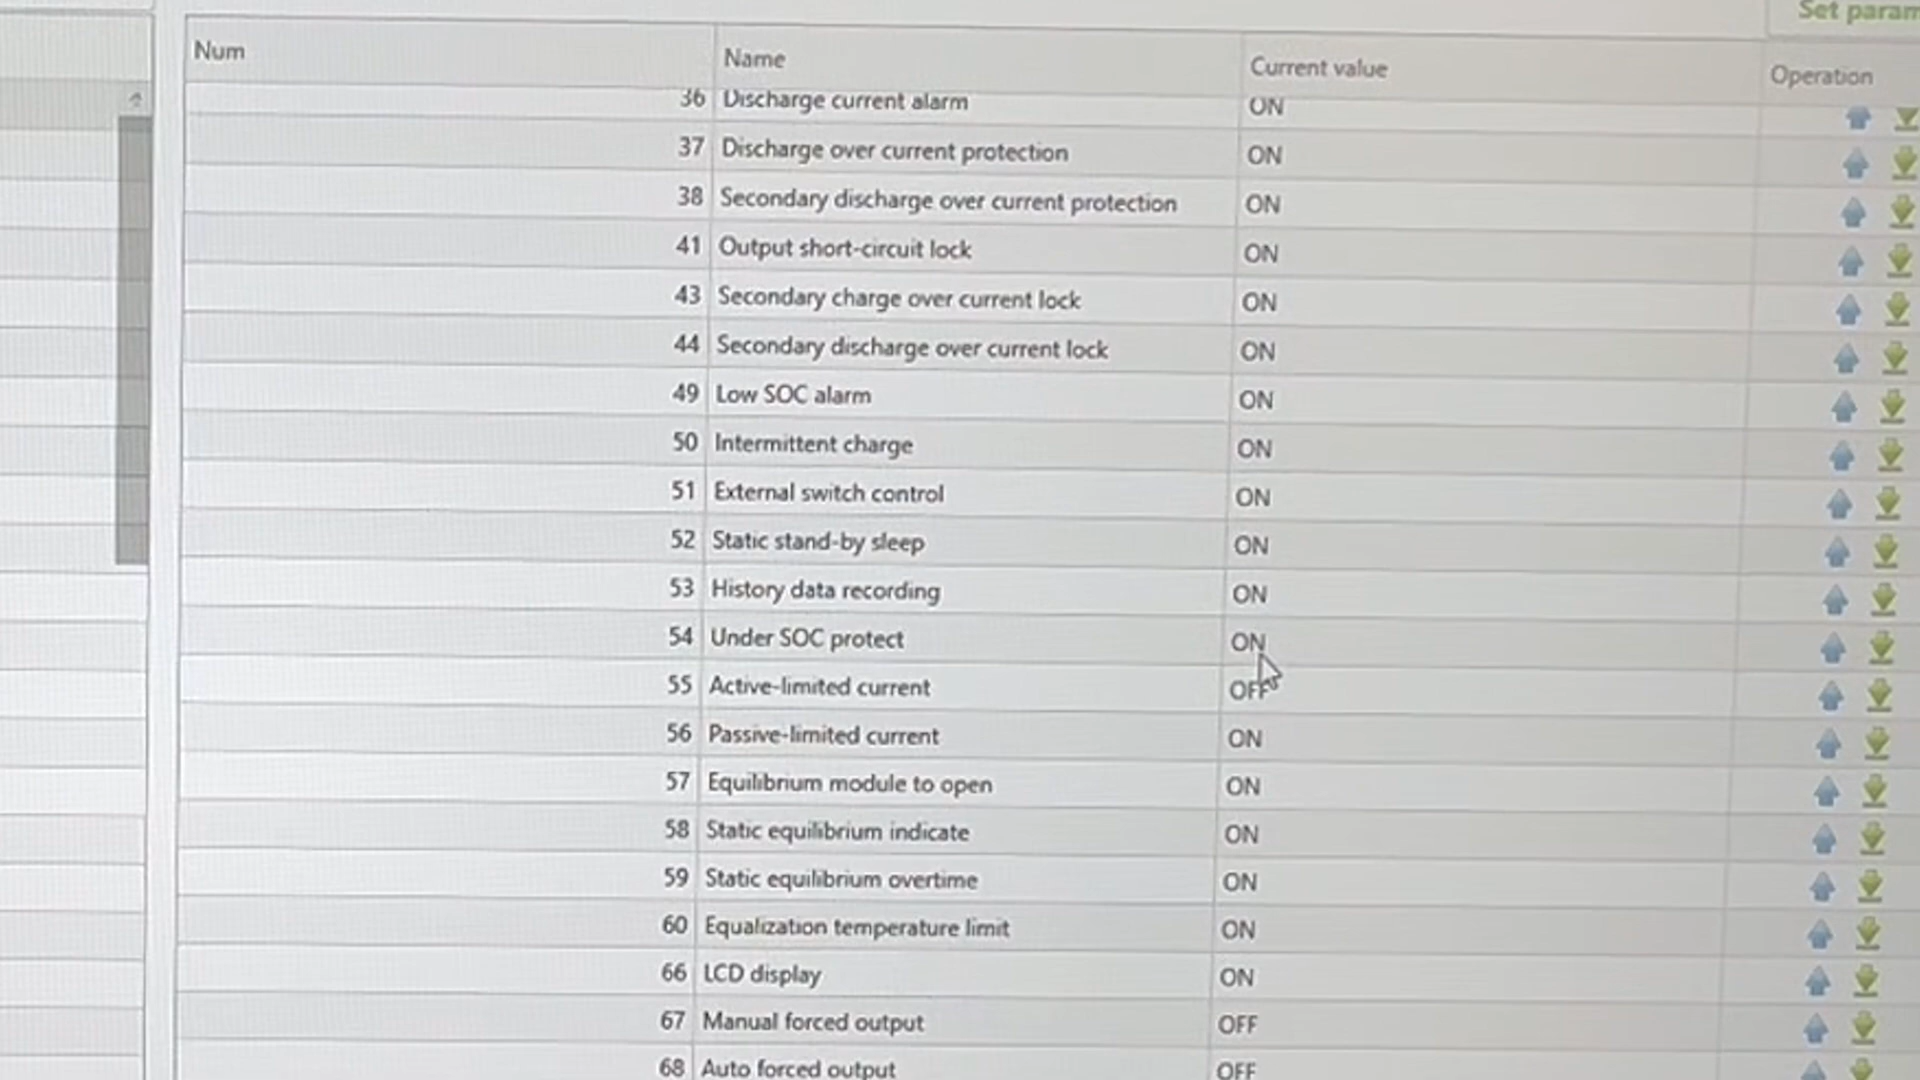 Set param
Num Name Current value Operation
36 Discharge current alarm ON
37 Discharge over current protection ON
38 Secondary discharge over current protection ON
41 Output short-circuit lock ON
43 Secondary charge over current lock ON
44 Secondary discharge over current lock ON
49 Low SOC alarm ON
50 Intermittent charge ON
51 External switch control ON
52 Static stand-by sleep ON
53 History data recording ON
54 Under SOC protect ON
55 Active-limited current OFF
56 Passive-limited current ON
57 Equilibrium module to open ON
58 Static equilibrium indicate ON
59 Static equilibrium overtime ON
60 Equalization temperature limit ON
66 LCD display ON
67 Manual forced output OFF
68 Auto forced output OFF